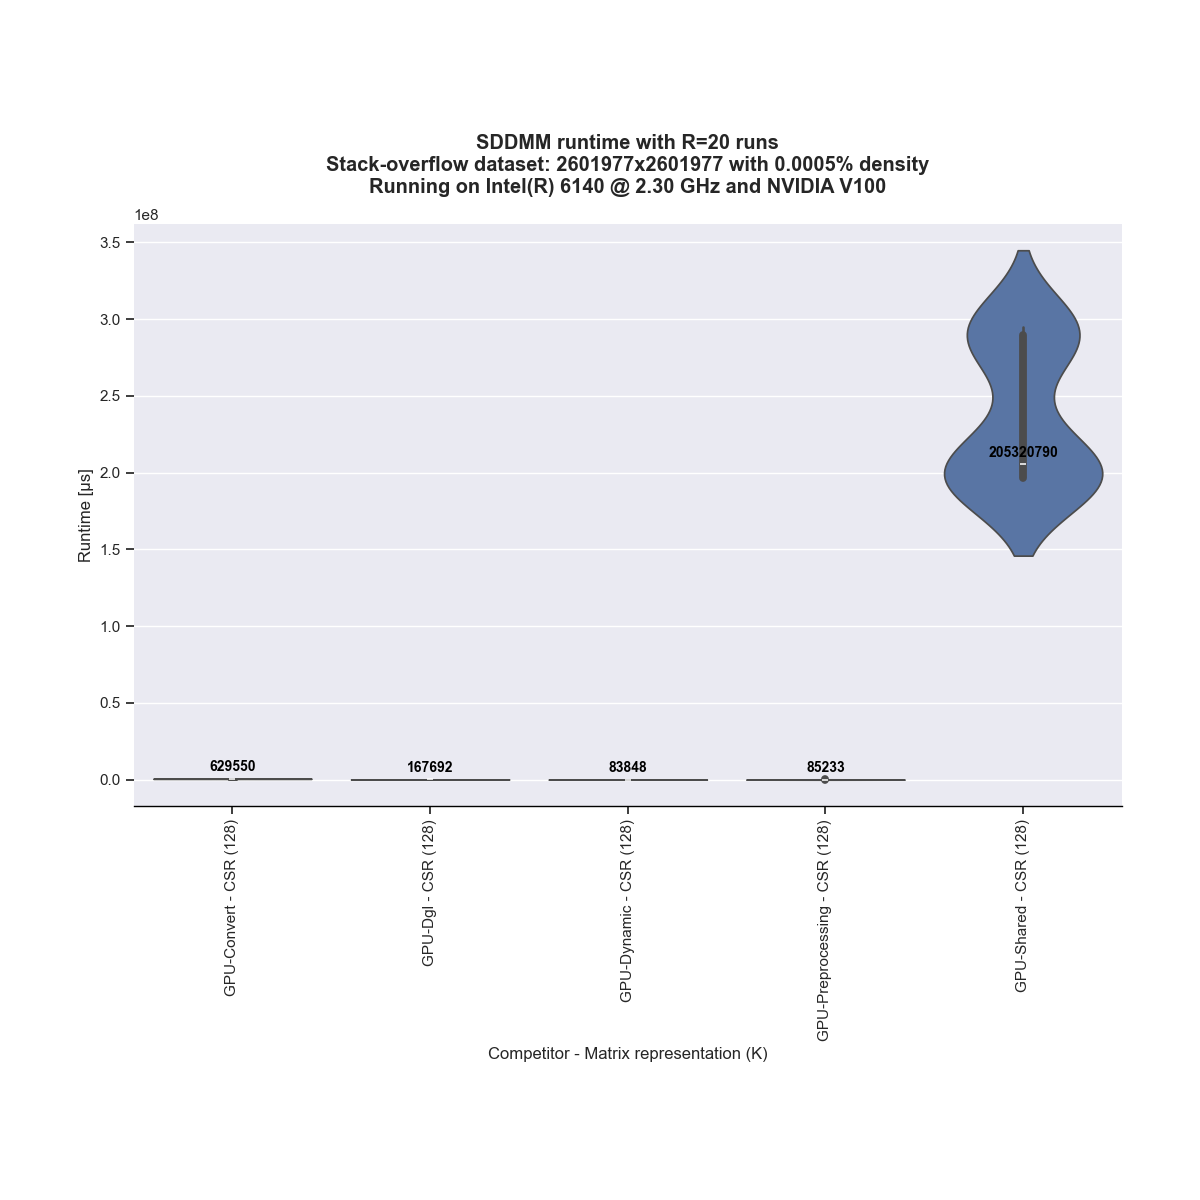 SDDMM runtime with R=20 runs
Stack-overflow dataset: 2601977x2601977 with 0.0005% density
Running on Intel(R) 6140 @ 2.30 GHz and NVIDIA V100
1e8
3.5
3.0
2.5
2.0
1.5
1.0
0.5
0.0
Runtime [μs]
629550
167692
83848
85233
205320790
GPU-Convert - CSR (128)
GPU-Dgl - CSR (128)
GPU-Dynamic - CSR (128)
GPU-Preprocessing - CSR (128)
GPU-Shared - CSR (128)
Competitor - Matrix representation (K)